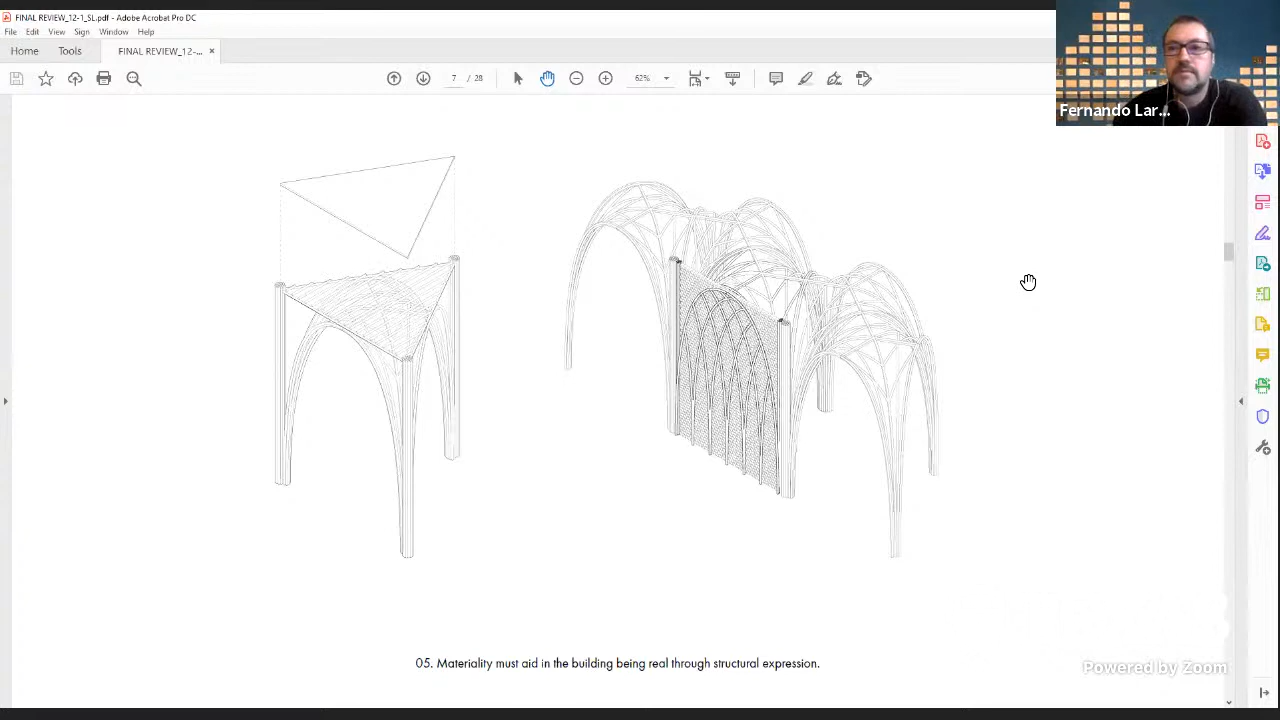 FINAL REVIEW_12-1_SL.pdf - Adobe Acrobat Pro DC
File Edit View Sign Window Help
Home Tools FINAL REVIEW_12-... ×
7 / 28 62%
Fernando Lar...
05. Materiality must aid in the building being real through structural expression.
Powered by Zoom